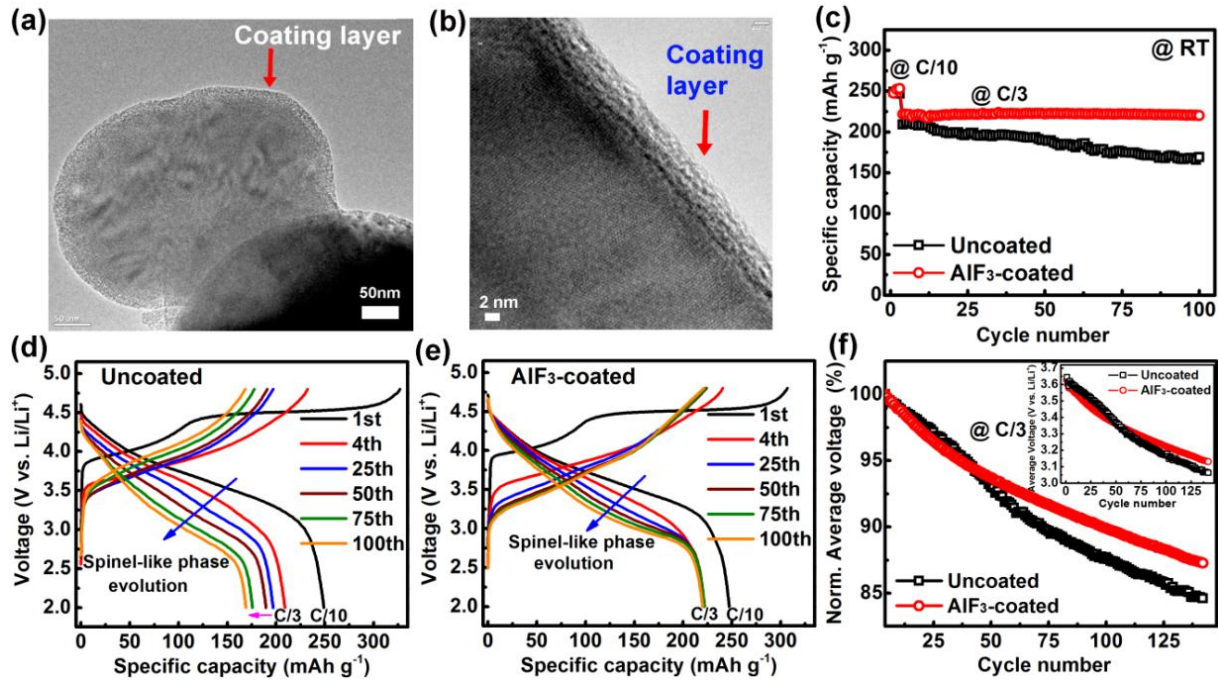 (a)
Coating layer
50nm
50 nm
(b)
Coating
layer
2 nm
(c)
Specific capacity (mAh g⁻¹)
300
250
200
150
100
50
0
@ C/10
@ RT
@ C/3
Uncoated
AlF₃-coated
0 25 50 75 100
Cycle number
(d)
Voltage (V vs. Li/Li⁺)
5.0
4.5
4.0
3.5
3.0
2.5
2.0
Uncoated
1st
4th
25th
50th
75th
100th
Spinel-like phase
evolution
C/3 C/10
0 50 100 150 200 250 300
Specific capacity (mAh g⁻¹)
(e)
Voltage (V vs. Li/Li⁺)
5.0
4.5
4.0
3.5
3.0
2.5
2.0
AlF₃-coated
1st
4th
25th
50th
75th
100th
Spinel-like phase
evolution
C/3 C/10
0 50 100 150 200 250 300
Specific capacity (mAh g⁻¹)
(f)
Norm. Average voltage (%)
100
95
90
85
@ C/3
Uncoated
AlF₃-coated
25 50 75 100 125
Cycle number
Average Voltage (V vs. Li/Li⁺)
3.6
3.5
3.4
3.3
3.2
3.1
3.0
Uncoated
AlF₃-coated
0 25 50 75 100 125
Cycle number